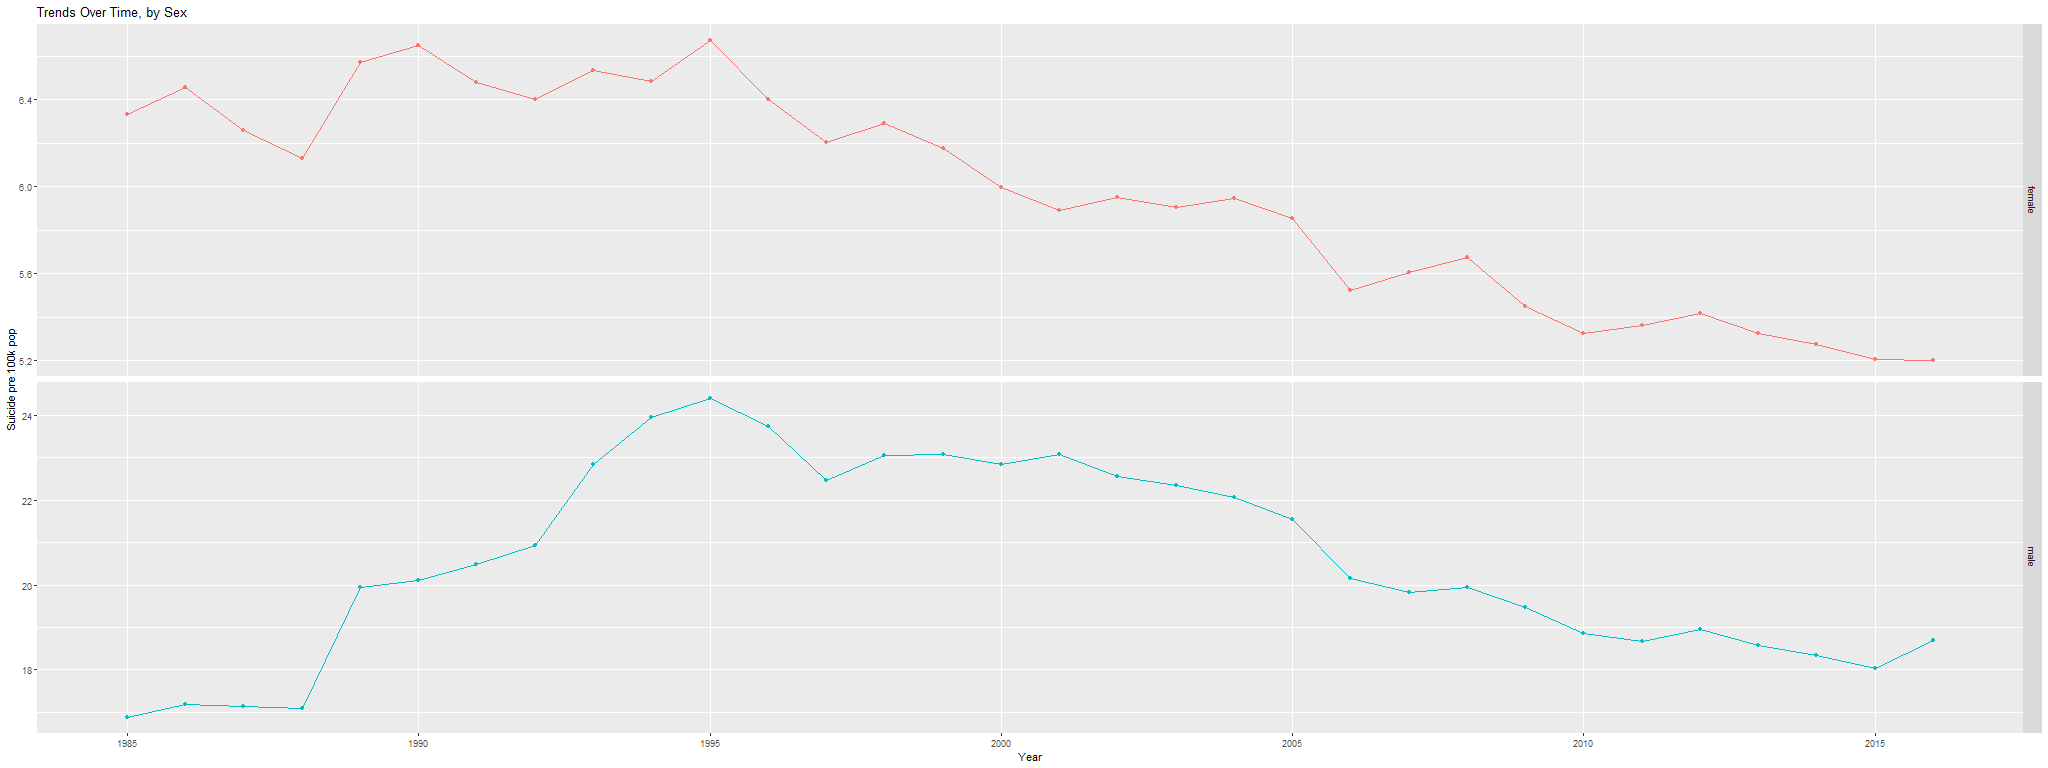 Trends Over Time, by Sex
Suicide pre 100k pop
6.4
6.0
5.6
5.2
female
24
22
20
18
male
1985 1990 1995 2000 2005 2010 2015
Year